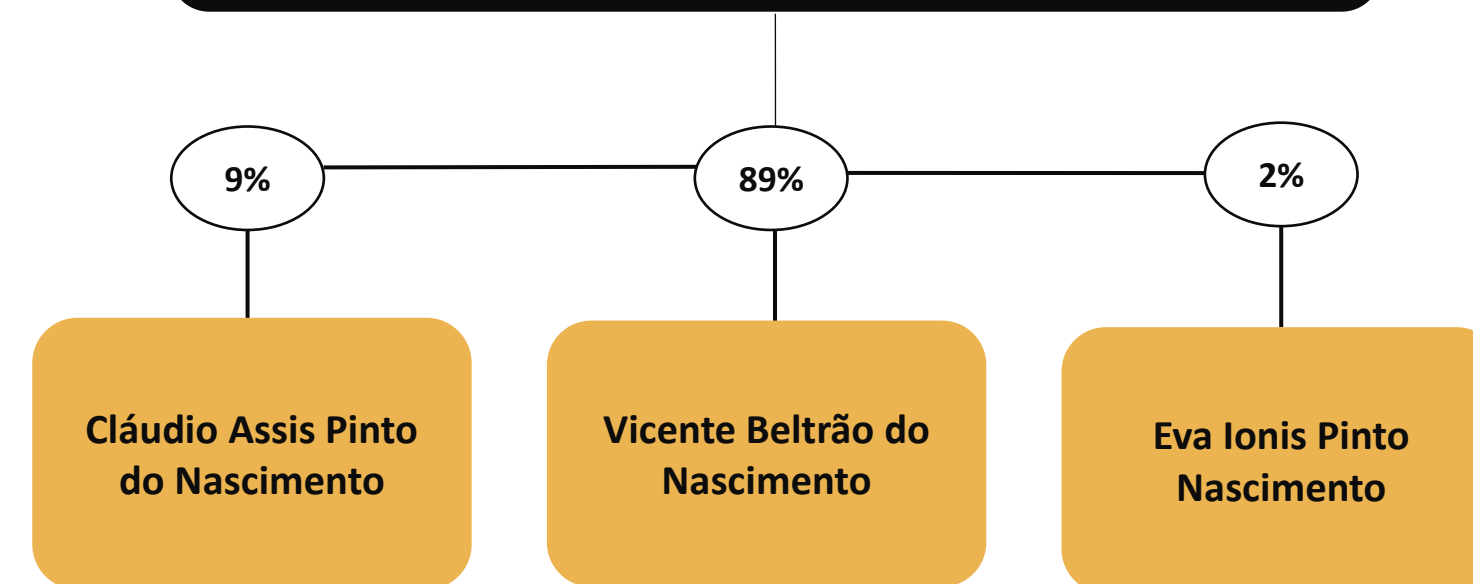 9%
89%
2%
Cláudio Assis Pinto
do Nascimento
Vicente Beltrão do
Nascimento
Eva Ionis Pinto
Nascimento